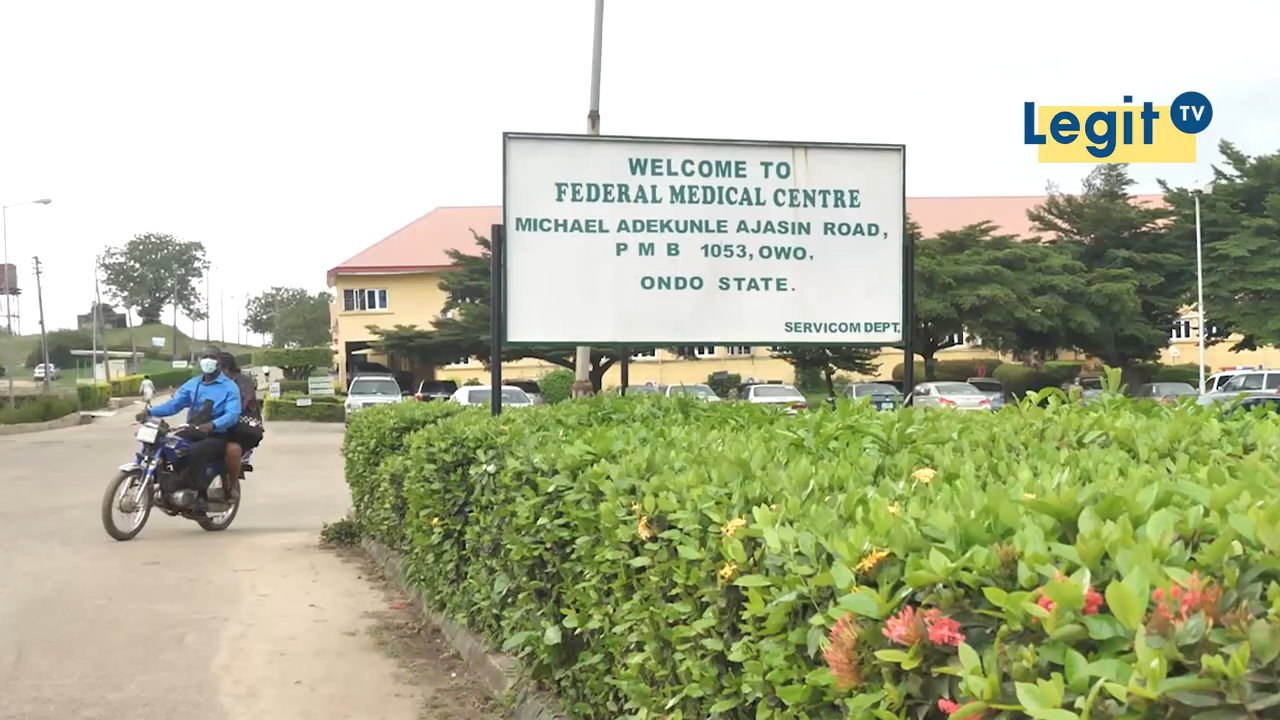 Legit TV
WELCOME TO
FEDERAL MEDICAL CENTRE
MICHAEL ADEKUNLE AJASIN ROAD,
P M B 1053, OWO,
ONDO STATE.
SERVICOM DEPT.